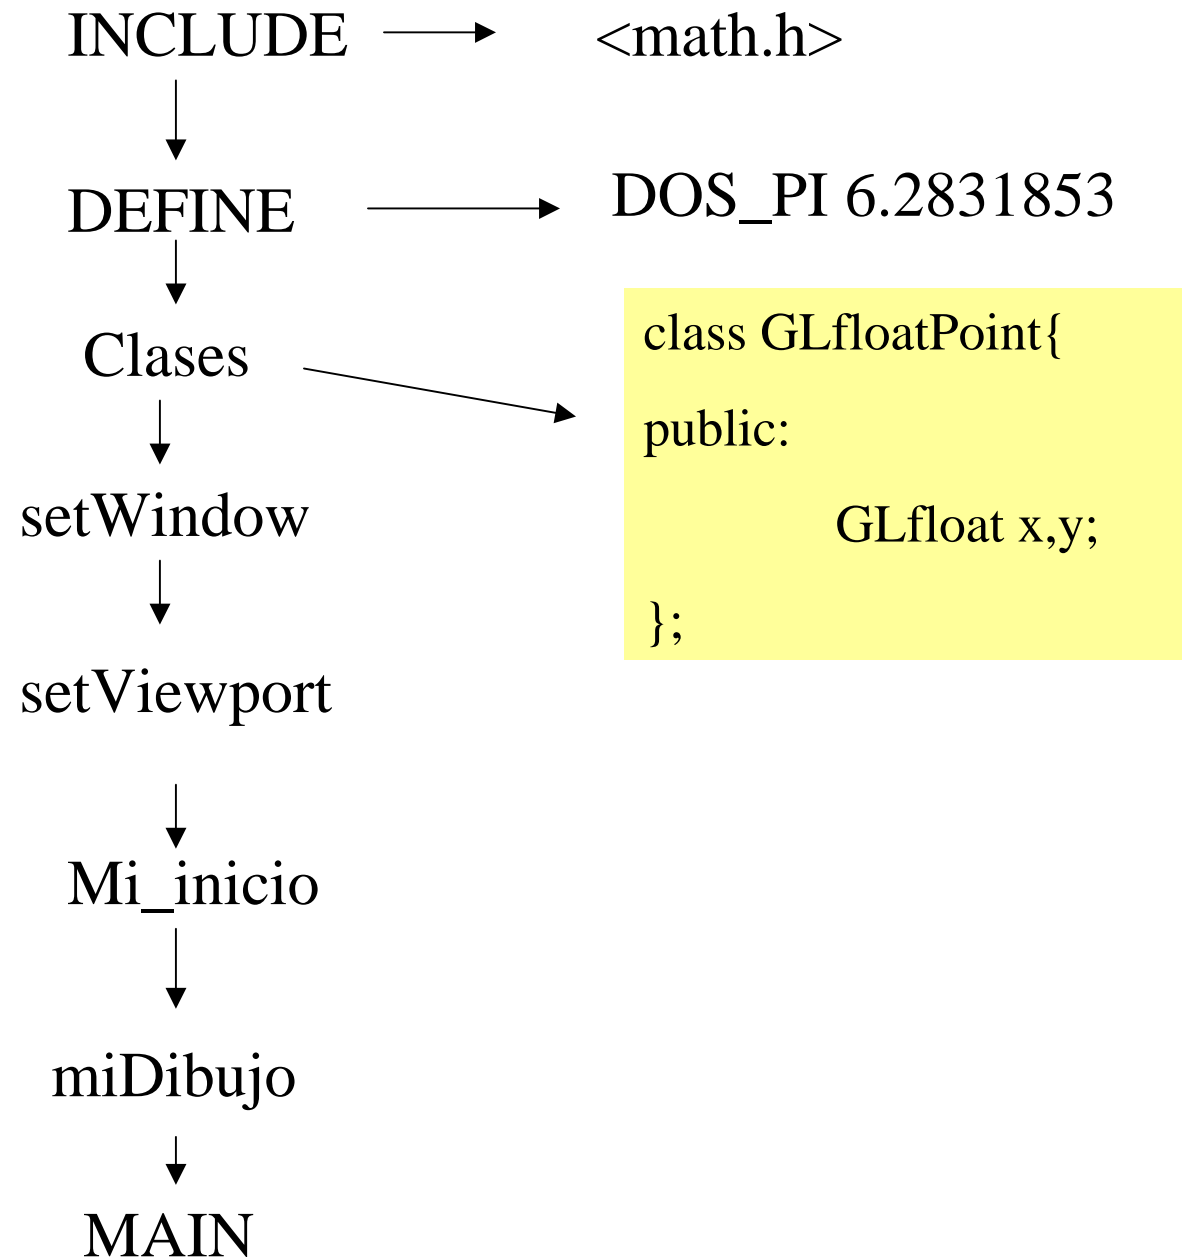 INCLUDE <math.h>
DEFINE DOS_PI 6.2831853
Clases
class GLfloatPoint{
public:
GLfloat x,y;
};
setWindow
setViewport
Mi_inicio
miDibujo
MAIN